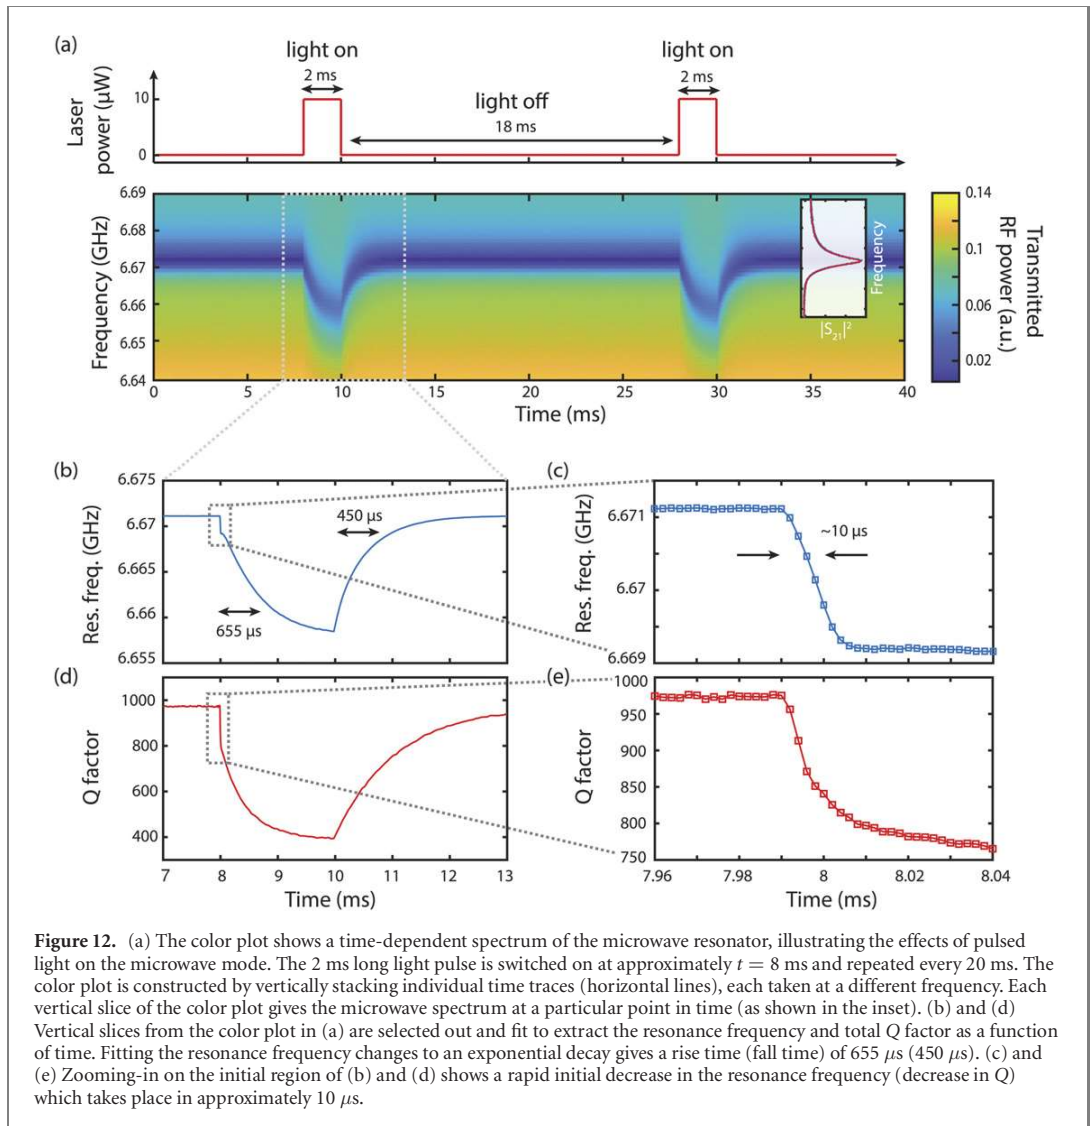 (a)
light on
light on
2 ms
2 ms
Laser
power (μW)
10
0
light off
18 ms
Frequency (GHz)
6.69
6.68
6.67
6.66
6.65
6.64
0
5
10
15
20
25
30
35
40
Time (ms)
Frequency
|S21|²
0.14
0.1
0.06
0.02
Transmitted
RF power (a.u.)
(b)
Res. freq. (GHz)
6.675
6.67
6.665
6.66
6.655
450 μs
655 μs
(c)
Res. freq. (GHz)
6.671
6.67
6.669
~10 μs
(d)
Q factor
1000
800
600
400
7
8
9
10
11
12
13
Time (ms)
(e)
Q factor
1000
950
900
850
800
750
7.96
7.98
8
8.02
8.04
Time (ms)
Figure 12. (a) The color plot shows a time-dependent spectrum of the microwave resonator, illustrating the effects of pulsed
light on the microwave mode. The 2 ms long light pulse is switched on at approximately t = 8 ms and repeated every 20 ms. The
color plot is constructed by vertically stacking individual time traces (horizontal lines), each taken at a different frequency. Each
vertical slice of the color plot gives the microwave spectrum at a particular point in time (as shown in the inset). (b) and (d)
Vertical slices from the color plot in (a) are selected out and fit to extract the resonance frequency and total Q factor as a function
of time. Fitting the resonance frequency changes to an exponential decay gives a rise time (fall time) of 655 μs (450 μs). (c) and
(e) Zooming-in on the initial region of (b) and (d) shows a rapid initial decrease in the resonance frequency (decrease in Q)
which takes place in approximately 10 μs.